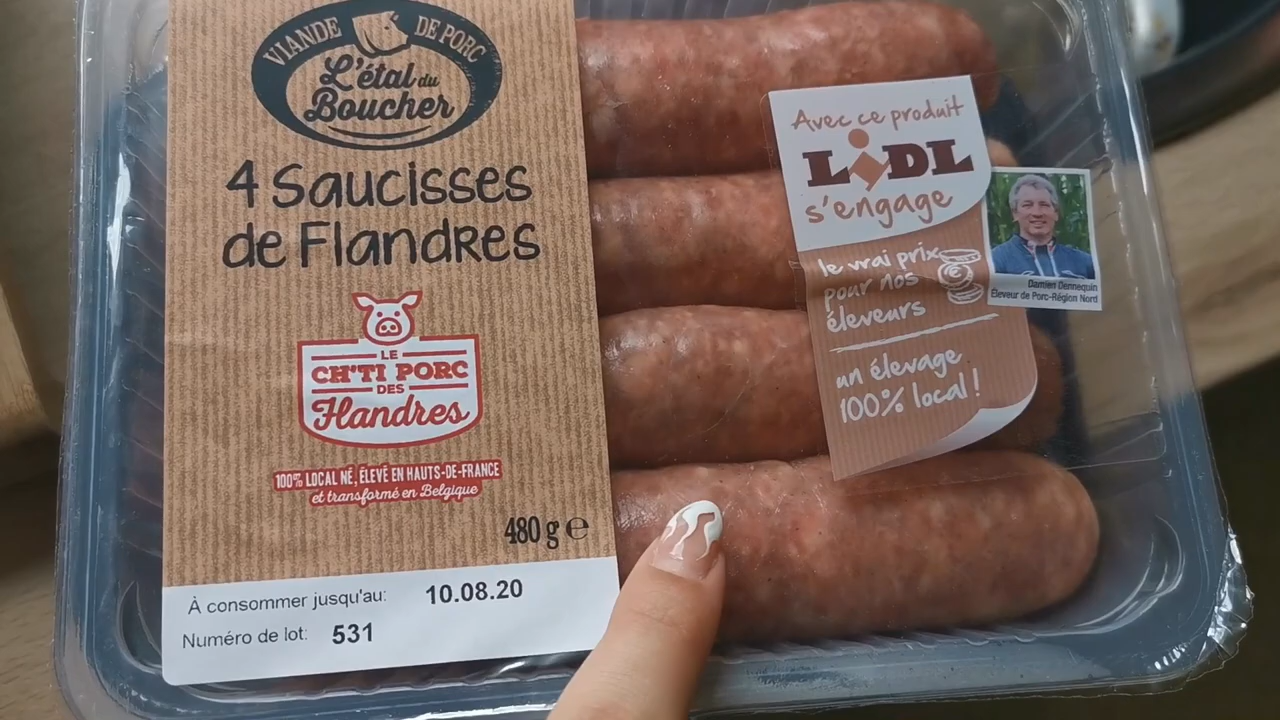 VIANDE DE PORC
L'étal du
Boucher
4 Saucisses
de Flandres
LE
CH'TI PORC
DES
Flandres
100% LOCAL NÉ, ÉLEVÉ EN HAUTS-DE-FRANCE
et transformé en Belgique
480 g e
À consommer jusqu'au: 10.08.20
Numéro de lot: 531
Avec ce produit
LIDL
s'engage
le vrai prix
pour nos
éleveurs
un élevage
100% local !
Damien Dennequin
Éleveur de Porc-Région Nord